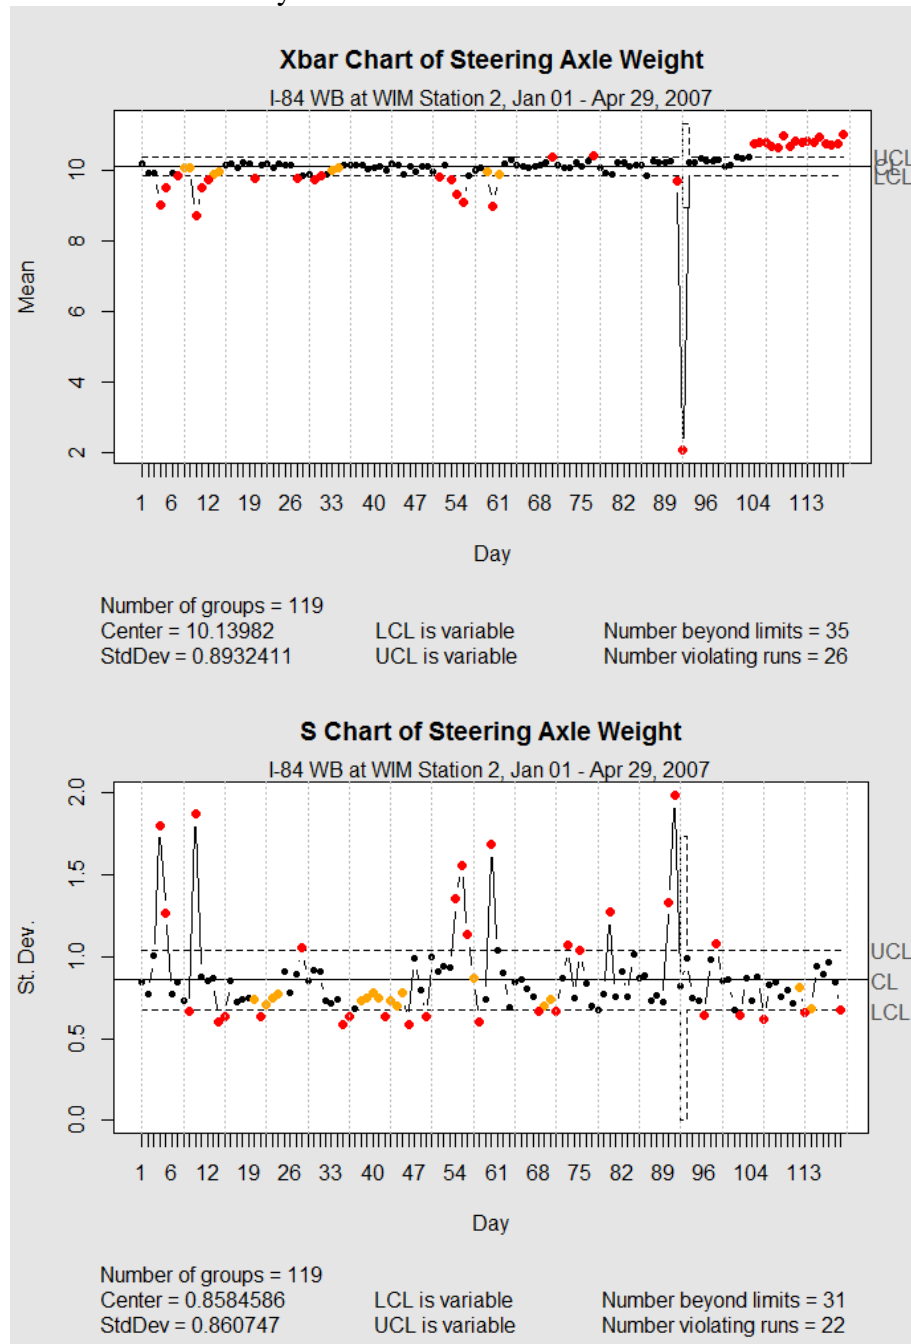 Xbar Chart of Steering Axle Weight
I-84 WB at WIM Station 2, Jan 01 - Apr 29, 2007
Mean
10
8
6
4
2
UCL
CL
LCL
1 6 12 19 26 33 40 47 54 61 68 75 82 89 96 104 113
Day
Number of groups = 119
Center = 10.13982 LCL is variable Number beyond limits = 35
StdDev = 0.8932411 UCL is variable Number violating runs = 26
S Chart of Steering Axle Weight
I-84 WB at WIM Station 2, Jan 01 - Apr 29, 2007
St. Dev.
2.0
1.5
1.0
0.5
0.0
UCL
CL
LCL
1 6 12 19 26 33 40 47 54 61 68 75 82 89 96 104 113
Day
Number of groups = 119
Center = 0.8584586 LCL is variable Number beyond limits = 31
StdDev = 0.860747 UCL is variable Number violating runs = 22